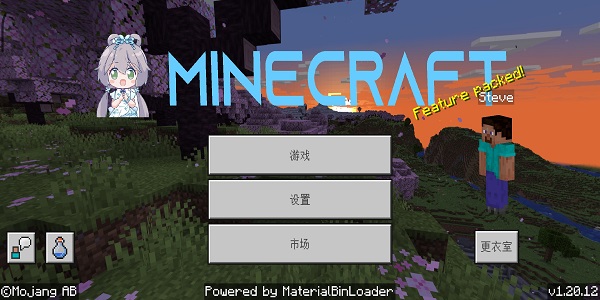 MINECRAFT
Feature packed!
Steve
游戏
设置
市场
更衣室
©Mojang AB
Powered by MaterialBinLoader
v1.20.12